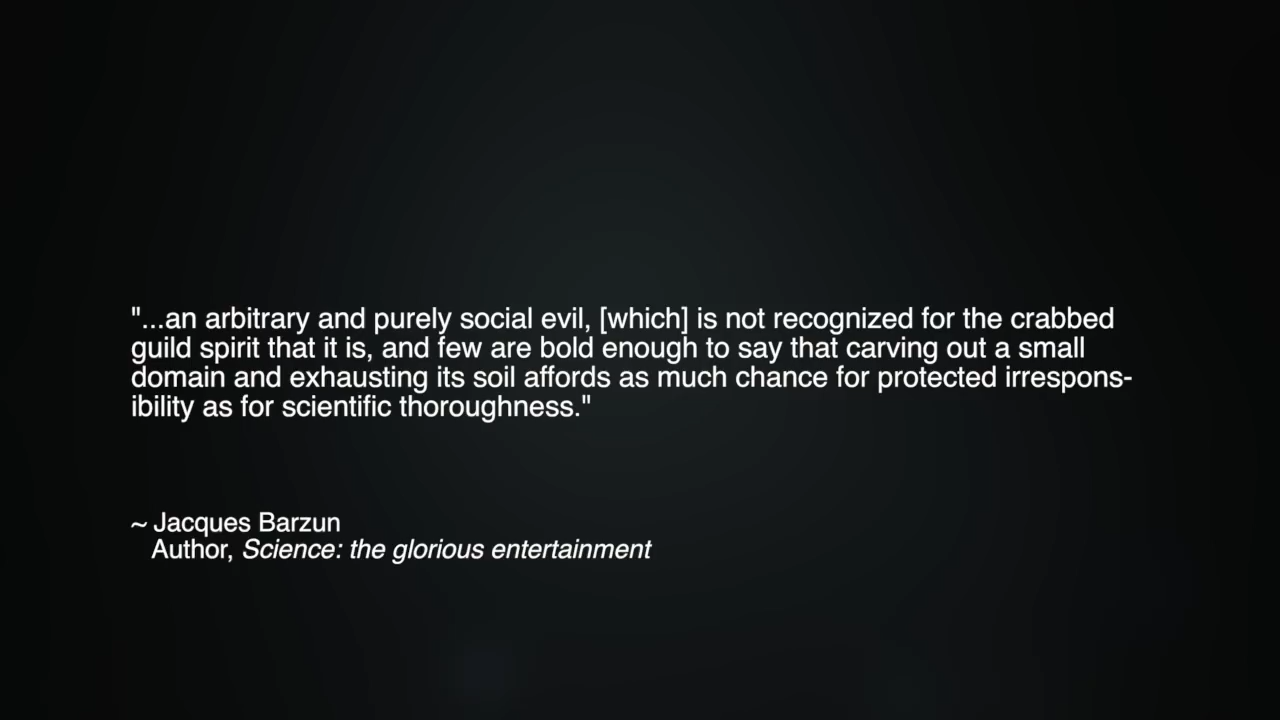 "...an arbitrary and purely social evil, [which] is not recognized for the crabbed
guild spirit that it is, and few are bold enough to say that carving out a small
domain and exhausting its soil affords as much chance for protected irrespons-
ibility as for scientific thoroughness."
~ Jacques Barzun
Author, Science: the glorious entertainment